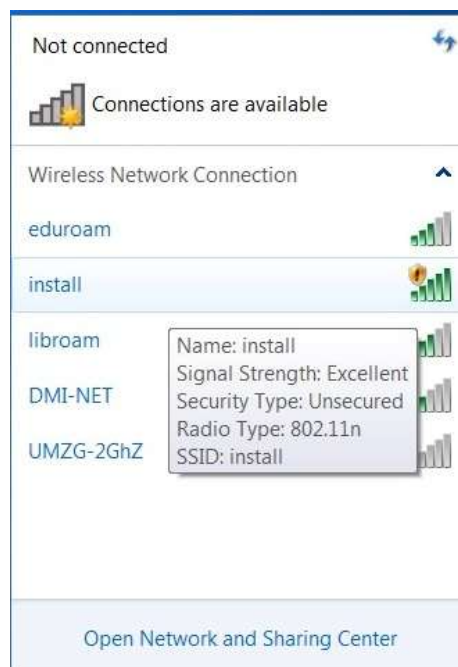 Not connected
Connections are available
Wireless Network Connection
eduroam
install
libroam
Name: install
Signal Strength: Excellent
Security Type: Unsecured
Radio Type: 802.11n
SSID: install
DMI-NET
UMZG-2GhZ
Open Network and Sharing Center